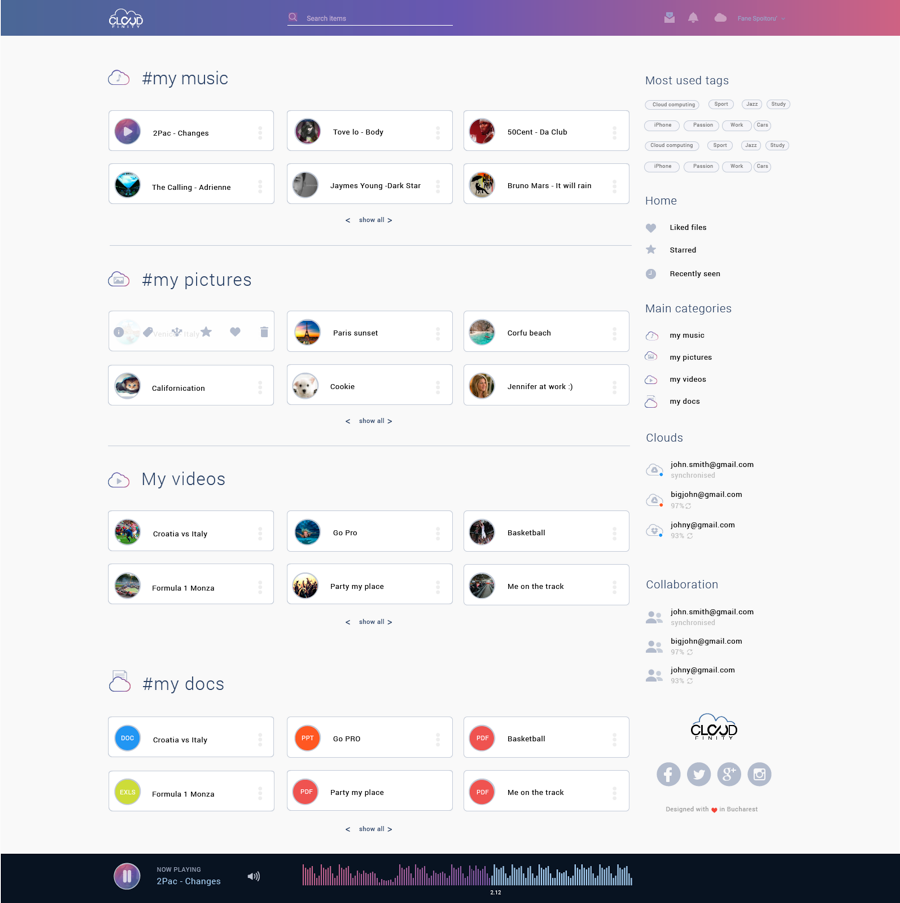 CLOUD
FINITY
Search items
Fane Spoitoru'
#my music
2Pac - Changes
Tove lo - Body
50Cent - Da Club
The Calling - Adrienne
Jaymes Young -Dark Star
Bruno Mars - It will rain
< show all >
#my pictures
Venice Italy
Paris sunset
Corfu beach
Californication
Cookie
Jennifer at work :)
< show all >
My videos
Croatia vs Italy
Go Pro
Basketball
Formula 1 Monza
Party my place
Me on the track
< show all >
#my docs
DOC Croatia vs Italy
PPT Go PRO
PDF Basketball
EXLS Formula 1 Monza
PDF Party my place
PDF Me on the track
< show all >
Most used tags
Cloud computing Sport Jazz Study
iPhone Passion Work Cars
Cloud computing Sport Jazz Study
iPhone Passion Work Cars
Home
Liked files
Starred
Recently seen
Main categories
my music
my pictures
my videos
my docs
Clouds
john.smith@gmail.com
synchronised
bigjohn@gmail.com
97%
johny@gmail.com
93%
Collaboration
john.smith@gmail.com
synchronised
bigjohn@gmail.com
97%
johny@gmail.com
93%
CLOUD
FINITY
Designed with ❤ in Bucharest
NOW PLAYING
2Pac - Changes
2.12